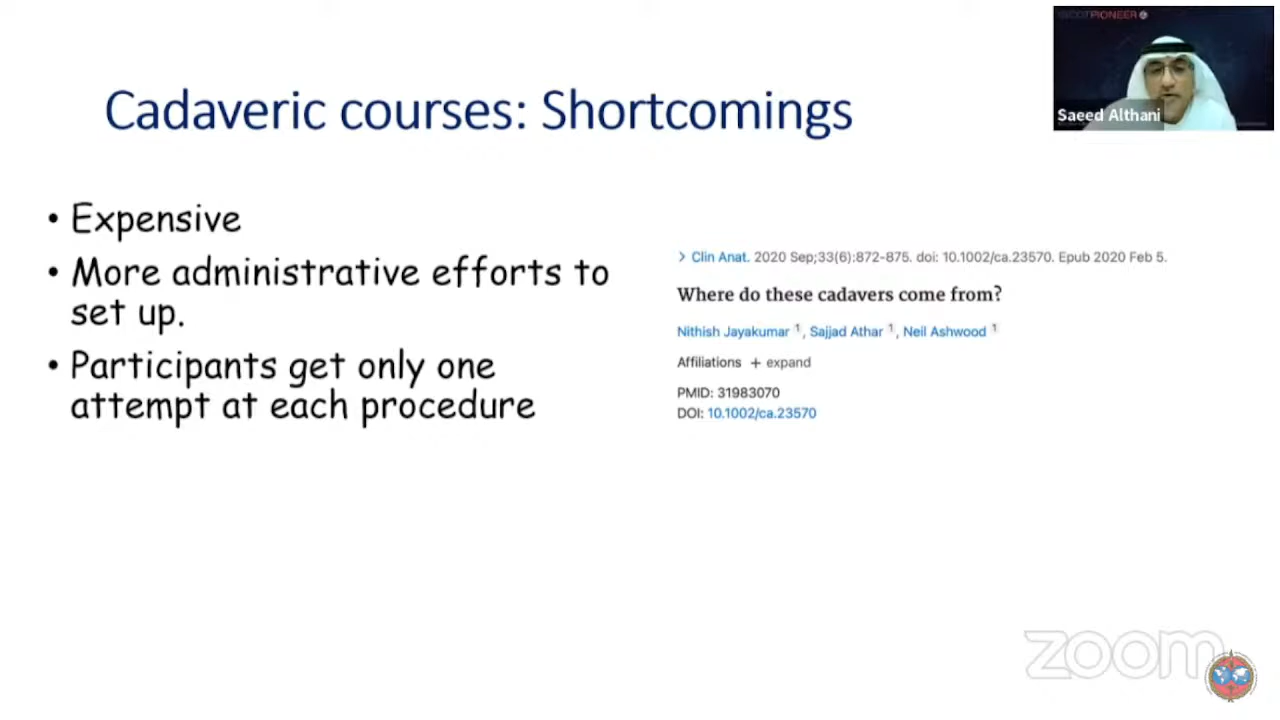 SICOT PIONEER
Saeed Althani
Cadaveric courses: Shortcomings
• Expensive
• More administrative efforts to
set up.
• Participants get only one
attempt at each procedure
> Clin Anat. 2020 Sep;33(6):872-875. doi: 10.1002/ca.23570. Epub 2020 Feb 5.
Where do these cadavers come from?
Nithish Jayakumar 1, Sajjad Athar 1, Neil Ashwood 1
Affiliations + expand
PMID: 31983070
DOI: 10.1002/ca.23570
zoom